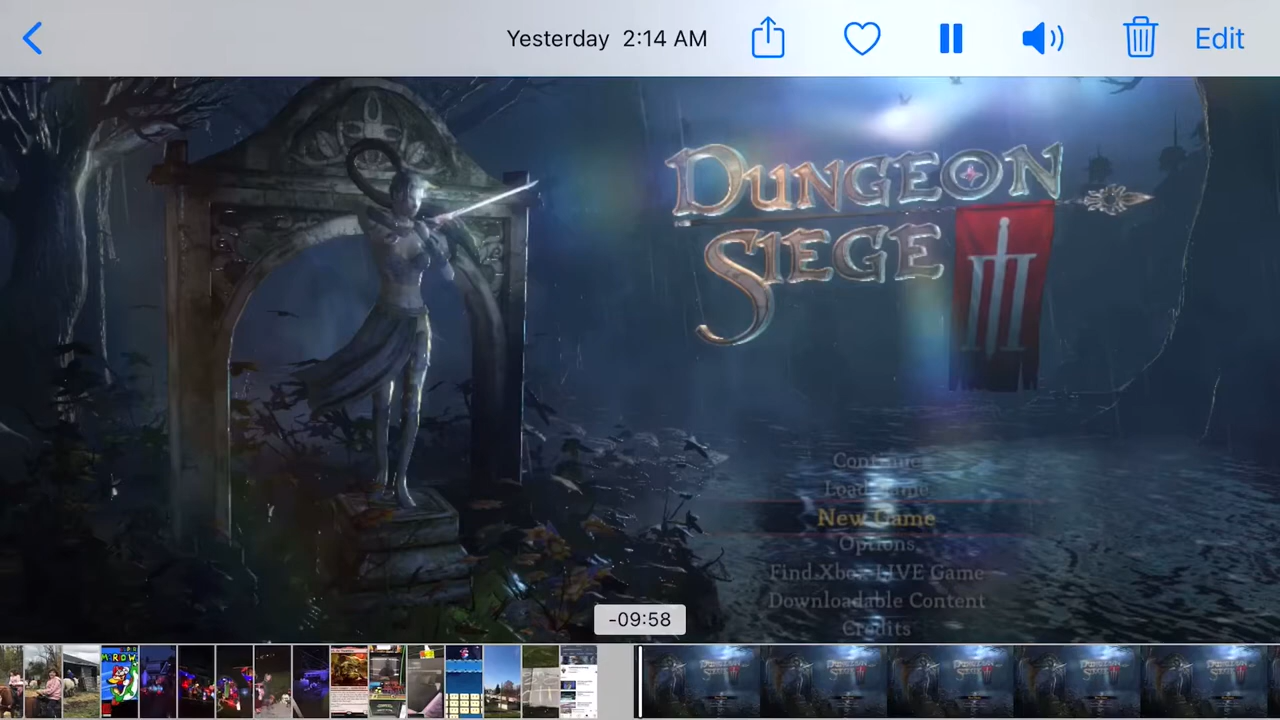 Yesterday 2:14 AM
Edit
DUNGEON
SIEGE
III
Continue
Load Game
New Game
Options
Find Xbox LIVE Game
Downloadable Content
Credits
-09:58